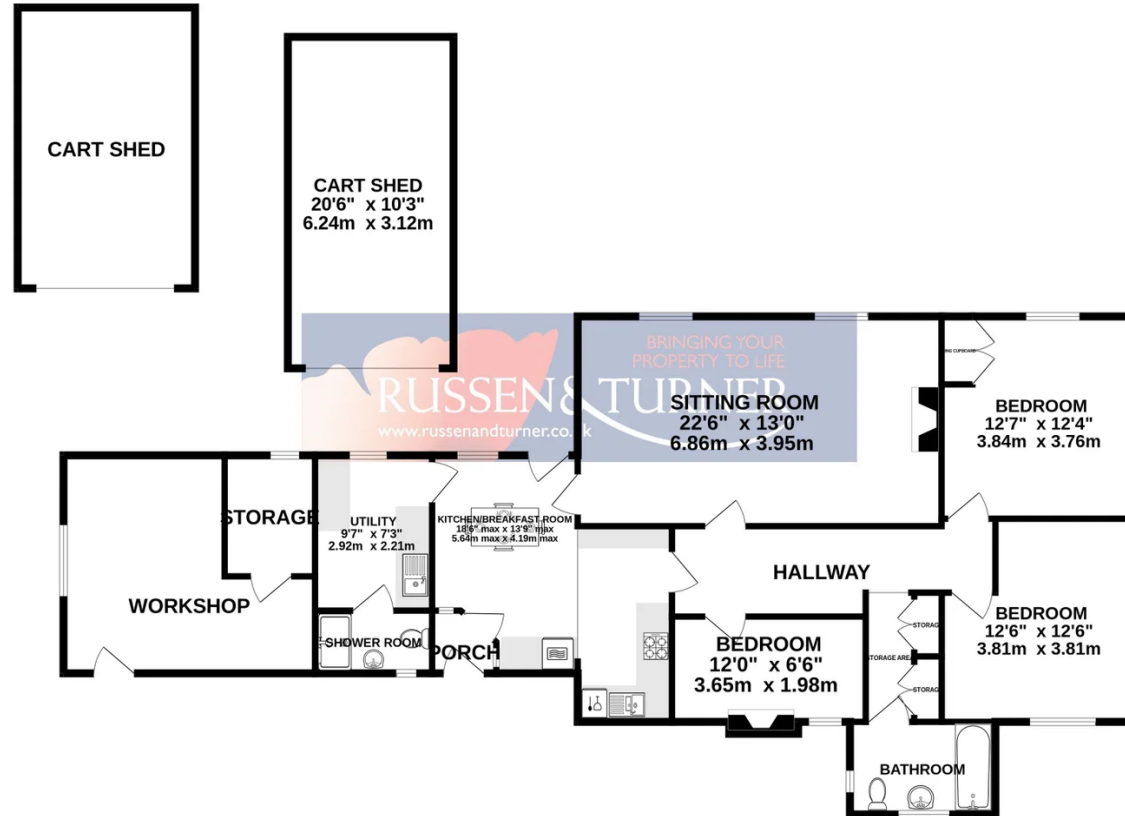 CART SHED
CART SHED
20'6" x 10'3"
6.24m x 3.12m
BRINGING YOUR
PROPERTY TO LIFE
RUSSEN & TURNER
www.russenandturner.co.uk
SITTING ROOM
22'6" x 13'0"
6.86m x 3.95m
CUPBOARD
BEDROOM
12'7" x 12'4"
3.84m x 3.76m
STORAGE
UTILITY
9'7" x 7'3"
2.92m x 2.21m
KITCHEN/BREAKFAST ROOM
18'6" max x 13'9" max
5.64m max x 4.19m max
HALLWAY
WORKSHOP
SHOWER ROOM
PORCH
BEDROOM
12'0" x 6'6"
3.65m x 1.98m
STORAGE AREA
STORAGE
STORAGE
BEDROOM
12'6" x 12'6"
3.81m x 3.81m
BATHROOM